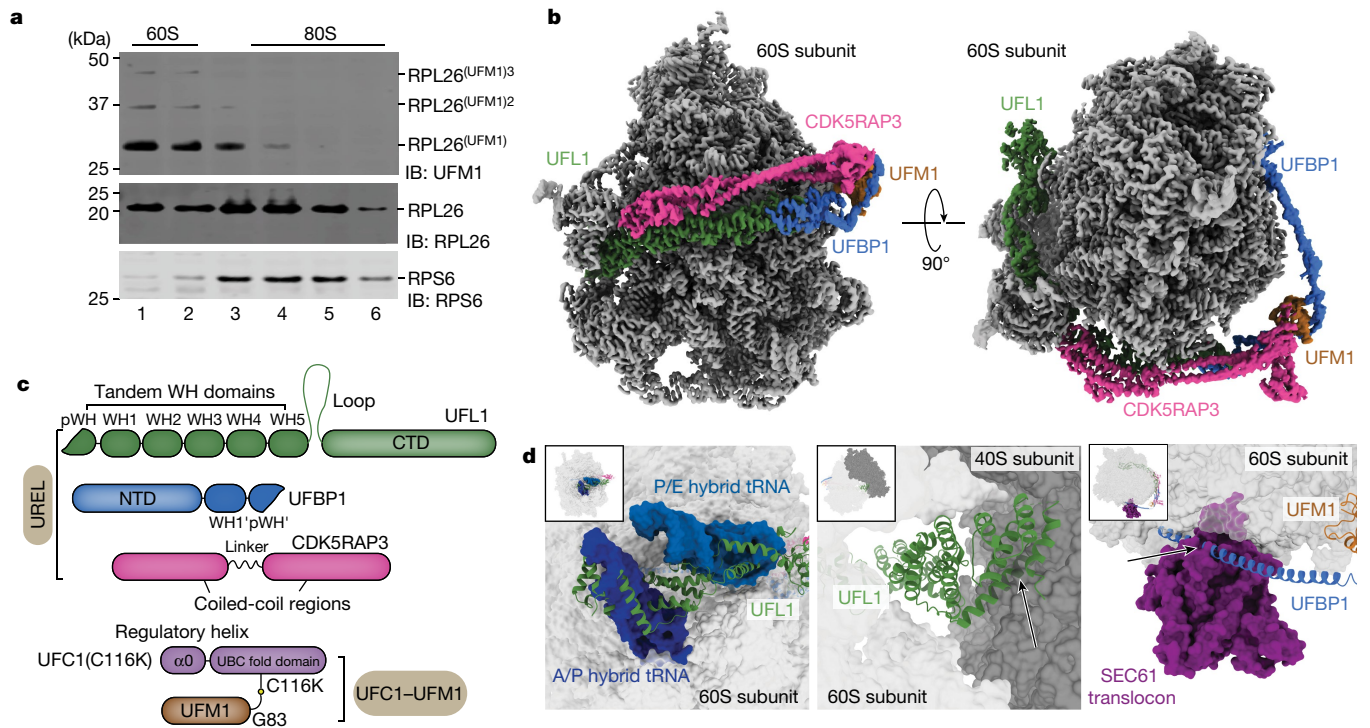 a
(kDa)
60S
80S
50
37
25
RPL26(UFM1)3
RPL26(UFM1)2
RPL26(UFM1)
IB: UFM1
25
20
RPL26
IB: RPL26
25
RPS6
IB: RPS6
1 2 3 4 5 6
b
60S subunit
CDK5RAP3
UFL1
UFM1
UFBP1
90°
60S subunit
UFL1
UFBP1
UFM1
CDK5RAP3
c
Tandem WH domains
Loop
pWH WH1 WH2 WH3 WH4 WH5
UFL1
CTD
UREL
NTD
UFBP1
WH1'pWH'
Linker
CDK5RAP3
Coiled-coil regions
Regulatory helix
UFC1(C116K)
α0
UBC fold domain
C116K
UFM1
G83
UFC1–UFM1
d
P/E hybrid tRNA
UFL1
A/P hybrid tRNA
60S subunit
40S subunit
UFL1
60S subunit
60S subunit
UFM1
UFBP1
SEC61
translocon